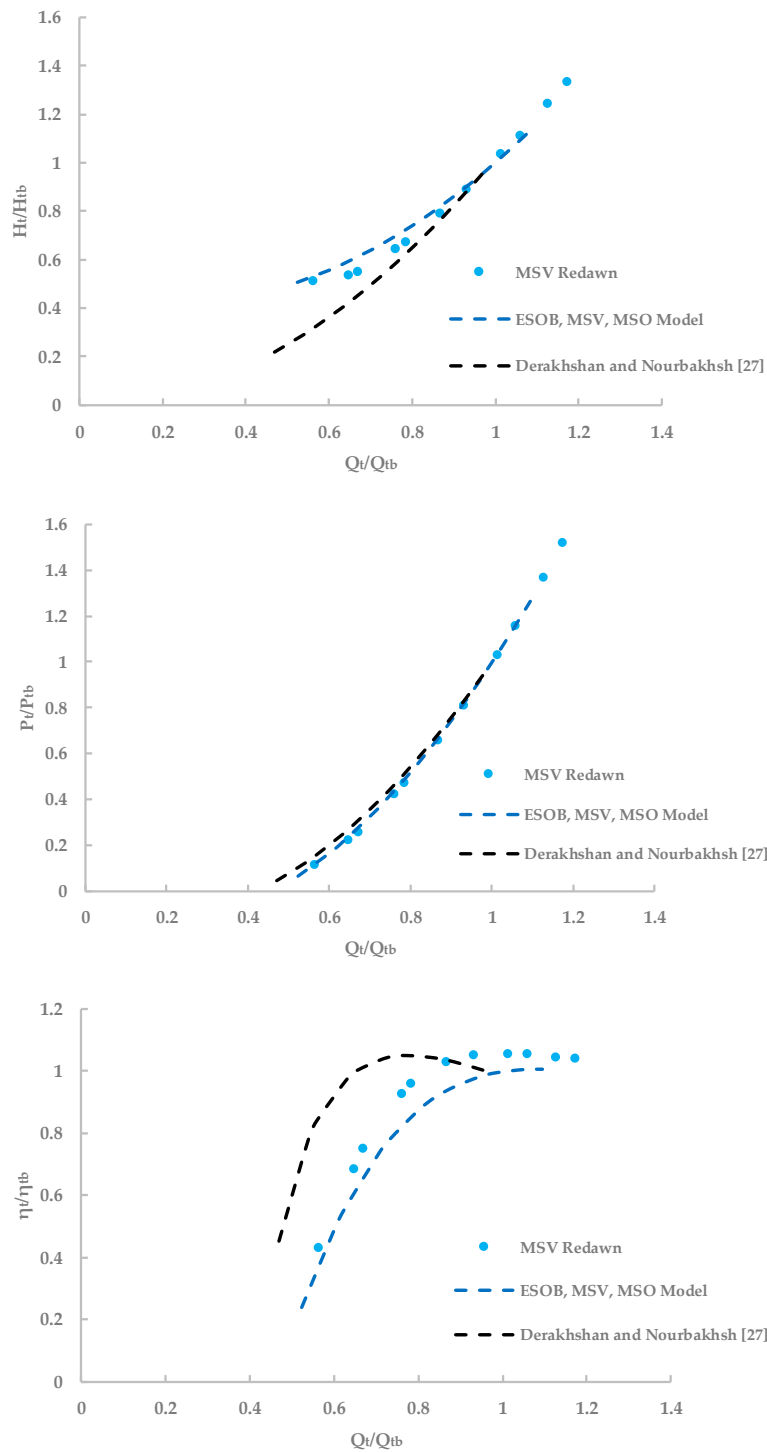 1.6
1.4
1.2
1
0.8
0.6
0.4
0.2
0
Ht/Htb
MSV Redawn
ESOB, MSV, MSO Model
Derakhshan and Nourbakhsh [27]
0 0.2 0.4 0.6 0.8 1 1.2 1.4
Qt/Qtb
1.6
1.4
1.2
1
0.8
0.6
0.4
0.2
0
Pt/Ptb
MSV Redawn
ESOB, MSV, MSO Model
Derakhshan and Nourbakhsh [27]
0 0.2 0.4 0.6 0.8 1 1.2 1.4
Qt/Qtb
1.2
1
0.8
0.6
0.4
0.2
0
ηt/ηtb
MSV Redawn
ESOB, MSV, MSO Model
Derakhshan and Nourbakhsh [27]
0 0.2 0.4 0.6 0.8 1 1.2 1.4
Qt/Qtb